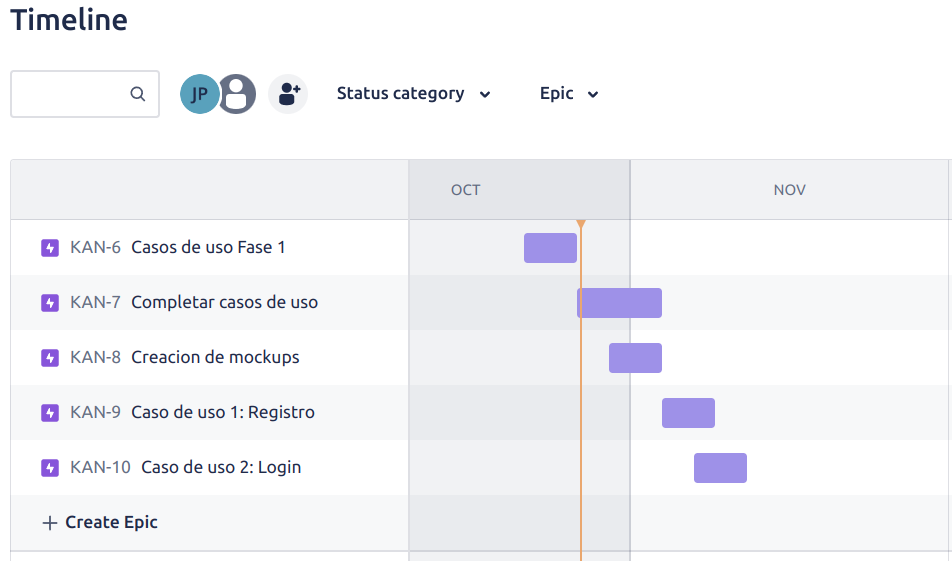 Timeline
JP Status category Epic
OCT NOV
KAN-6 Casos de uso Fase 1
KAN-7 Completar casos de uso
KAN-8 Creacion de mockups
KAN-9 Caso de uso 1: Registro
KAN-10 Caso de uso 2: Login
+ Create Epic